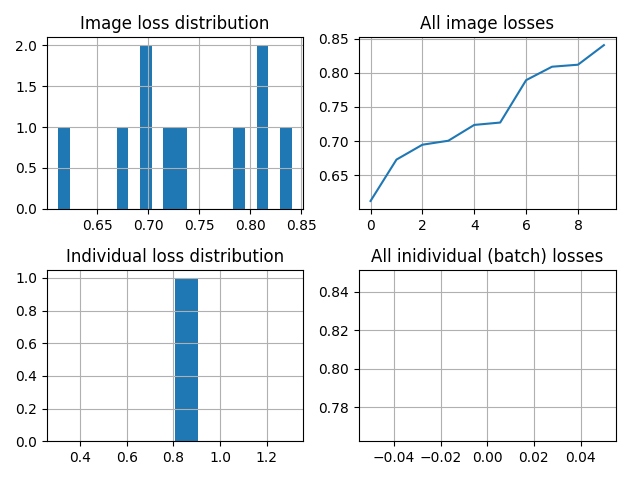 Image loss distribution
2.0
1.5
1.0
0.5
0.0
0.65 0.70 0.75 0.80 0.85
All image losses
0.85
0.80
0.75
0.70
0.65
0 2 4 6 8
Individual loss distribution
1.0
0.8
0.6
0.4
0.2
0.0
0.4 0.6 0.8 1.0 1.2
All inidividual (batch) losses
0.84
0.82
0.80
0.78
−0.04 −0.02 0.00 0.02 0.04